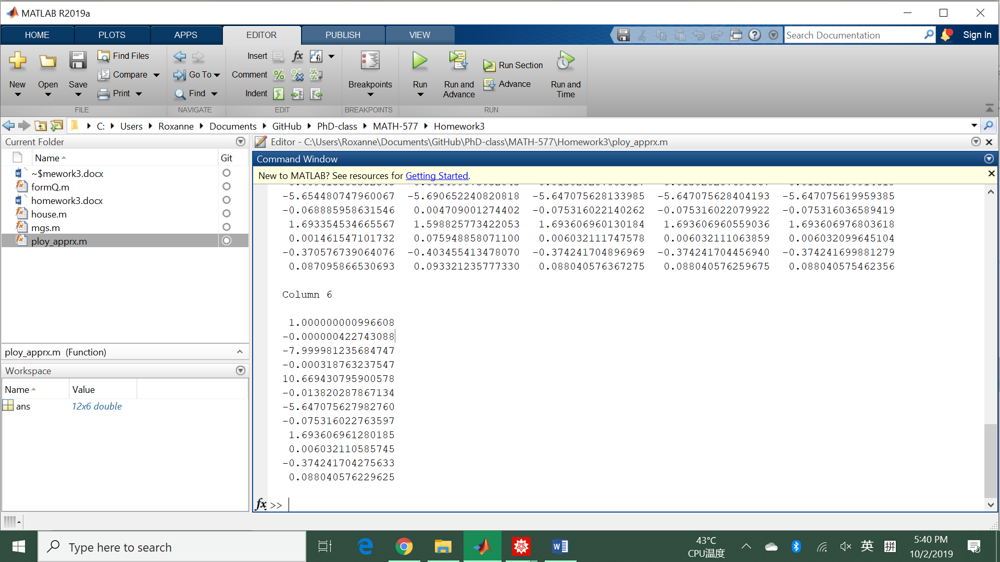 MATLAB R2019a
HOME PLOTS APPS EDITOR PUBLISH VIEW
Search Documentation
Sign In
New Open Save
Find Files
Compare
Print
FILE
Go To
Find
NAVIGATE
Insert fx fi
Comment
Indent
EDIT
Breakpoints
BREAKPOINTS
Run
Run and Advance
Run Section
Advance
Run and Time
RUN
C: Users Roxanne Documents GitHub PhD-class MATH-577 Homework3
Current Folder
Name Git
~$mework3.docx
formQ.m
homework3.docx
house.m
mgs.m
ploy_apprx.m
ploy_apprx.m (Function)
Workspace
Name Value
ans 12x6 double
Editor - C:\Users\Roxanne\Documents\GitHub\PhD-class\MATH-577\Homework3\ploy_apprx.m
Command Window
New to MATLAB? See resources for Getting Started.
-5.654480747960067 -5.690652240820818 -5.647075628133985 -5.647075628404193 -5.647075619959385
-0.068885958631546 0.004709001274402 -0.075316022140262 -0.075316022079922 -0.075316036589419
1.693354534665567 1.598825773422053 1.693606960130184 1.693606960559036 1.693606976803618
0.001461547101732 0.075948858071100 0.006032111747578 0.006032111063859 0.006032099645104
-0.370576739064076 -0.403455413478070 -0.374241704896969 -0.374241704456940 -0.374241699881279
0.087095866530693 0.093321235777330 0.088040576367275 0.088040576259675 0.088040575462356
Column 6
1.000000000996608
-0.000000422743088
-7.999981235684747
-0.000318763237547
10.669430795900578
-0.013820287867134
-5.647075627982760
-0.075316022763597
1.693606961280185
0.006032110585745
-0.374241704275633
0.088040576229625
fx >>
Type here to search
43°C
CPU温度
英
拼
5:40 PM
10/2/2019